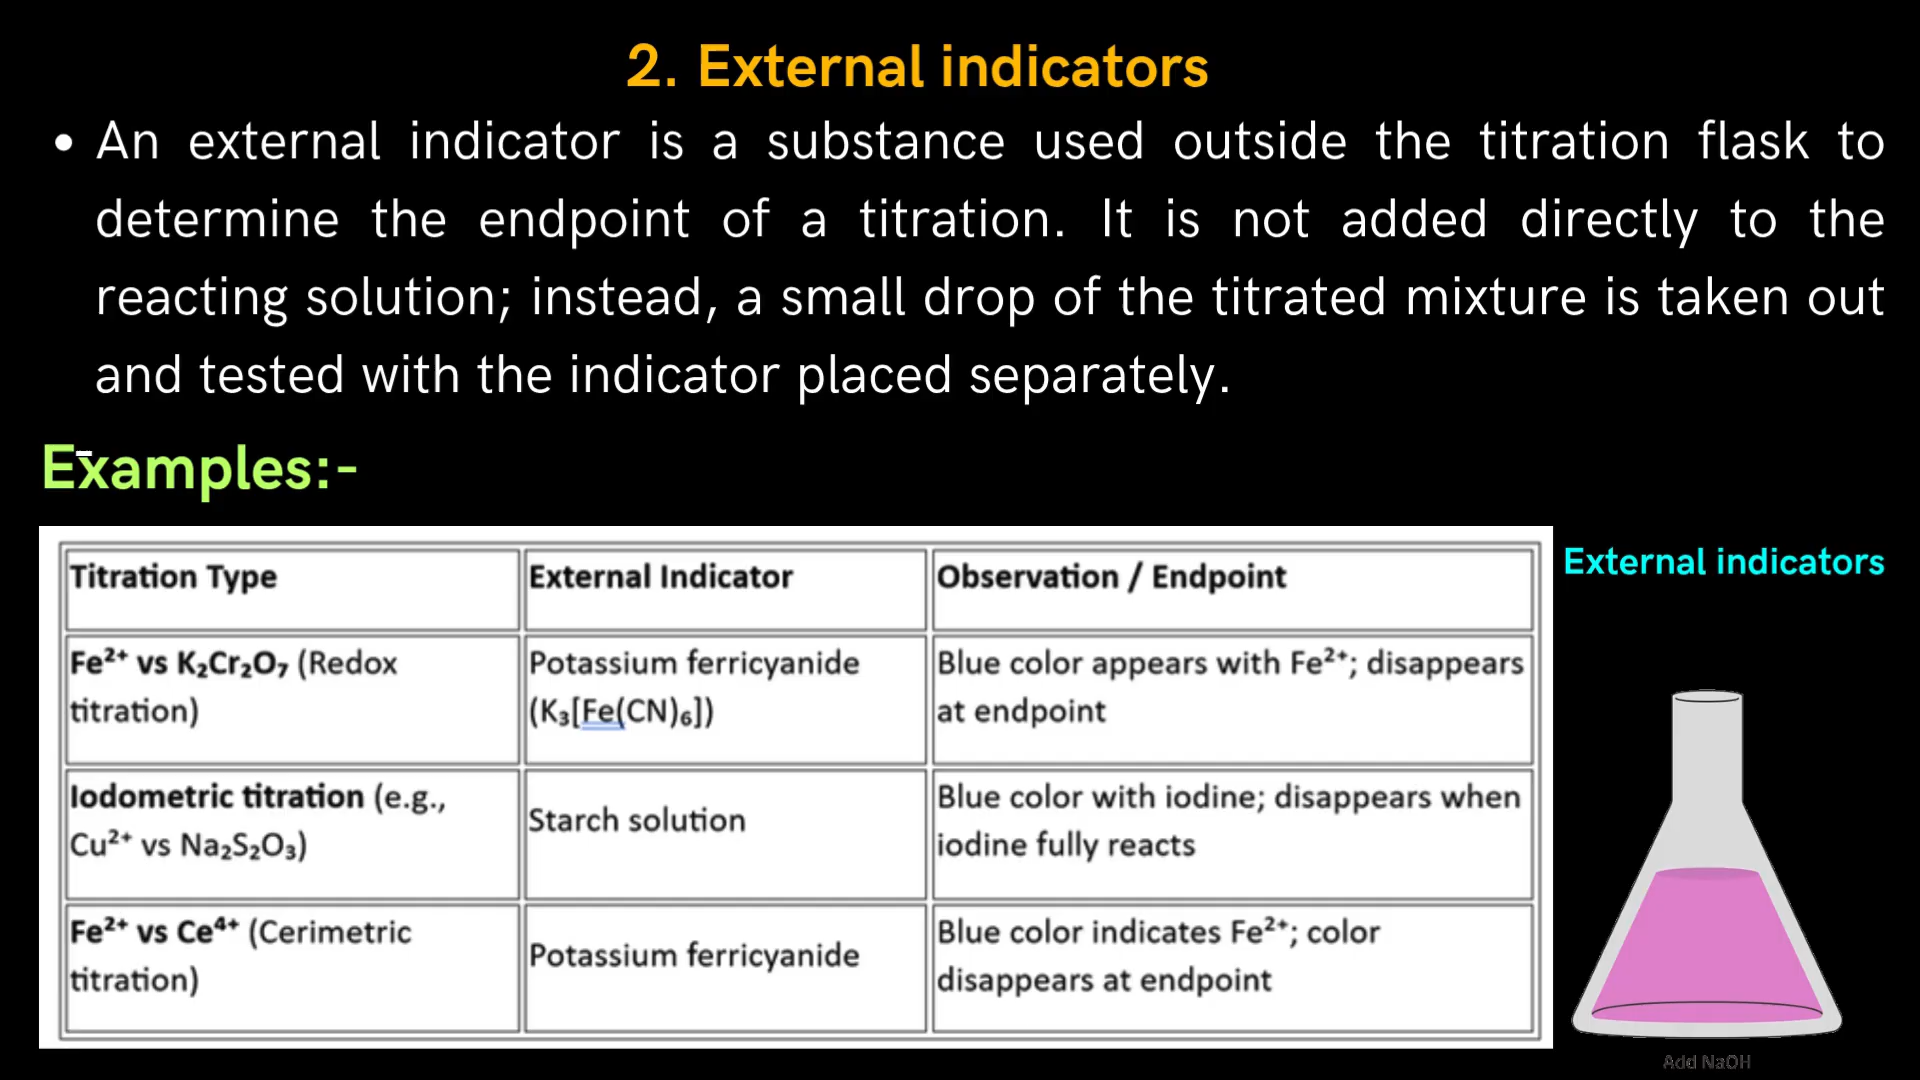 2. External indicators
• An external indicator is a substance used outside the titration flask to
determine the endpoint of a titration. It is not added directly to the
reacting solution; instead, a small drop of the titrated mixture is taken out
and tested with the indicator placed separately.
Examples:-
Titration Type
External Indicator
Observation / Endpoint
Fe²⁺ vs K₂Cr₂O₇ (Redox
titration)
Potassium ferricyanide
(K₃[Fe(CN)₆])
Blue color appears with Fe²⁺; disappears
at endpoint
Iodometric titration (e.g.,
Cu²⁺ vs Na₂S₂O₃)
Starch solution
Blue color with iodine; disappears when
iodine fully reacts
Fe²⁺ vs Ce⁴⁺ (Cerimetric
titration)
Potassium ferricyanide
Blue color indicates Fe²⁺; color
disappears at endpoint
External indicators
Add NaOH